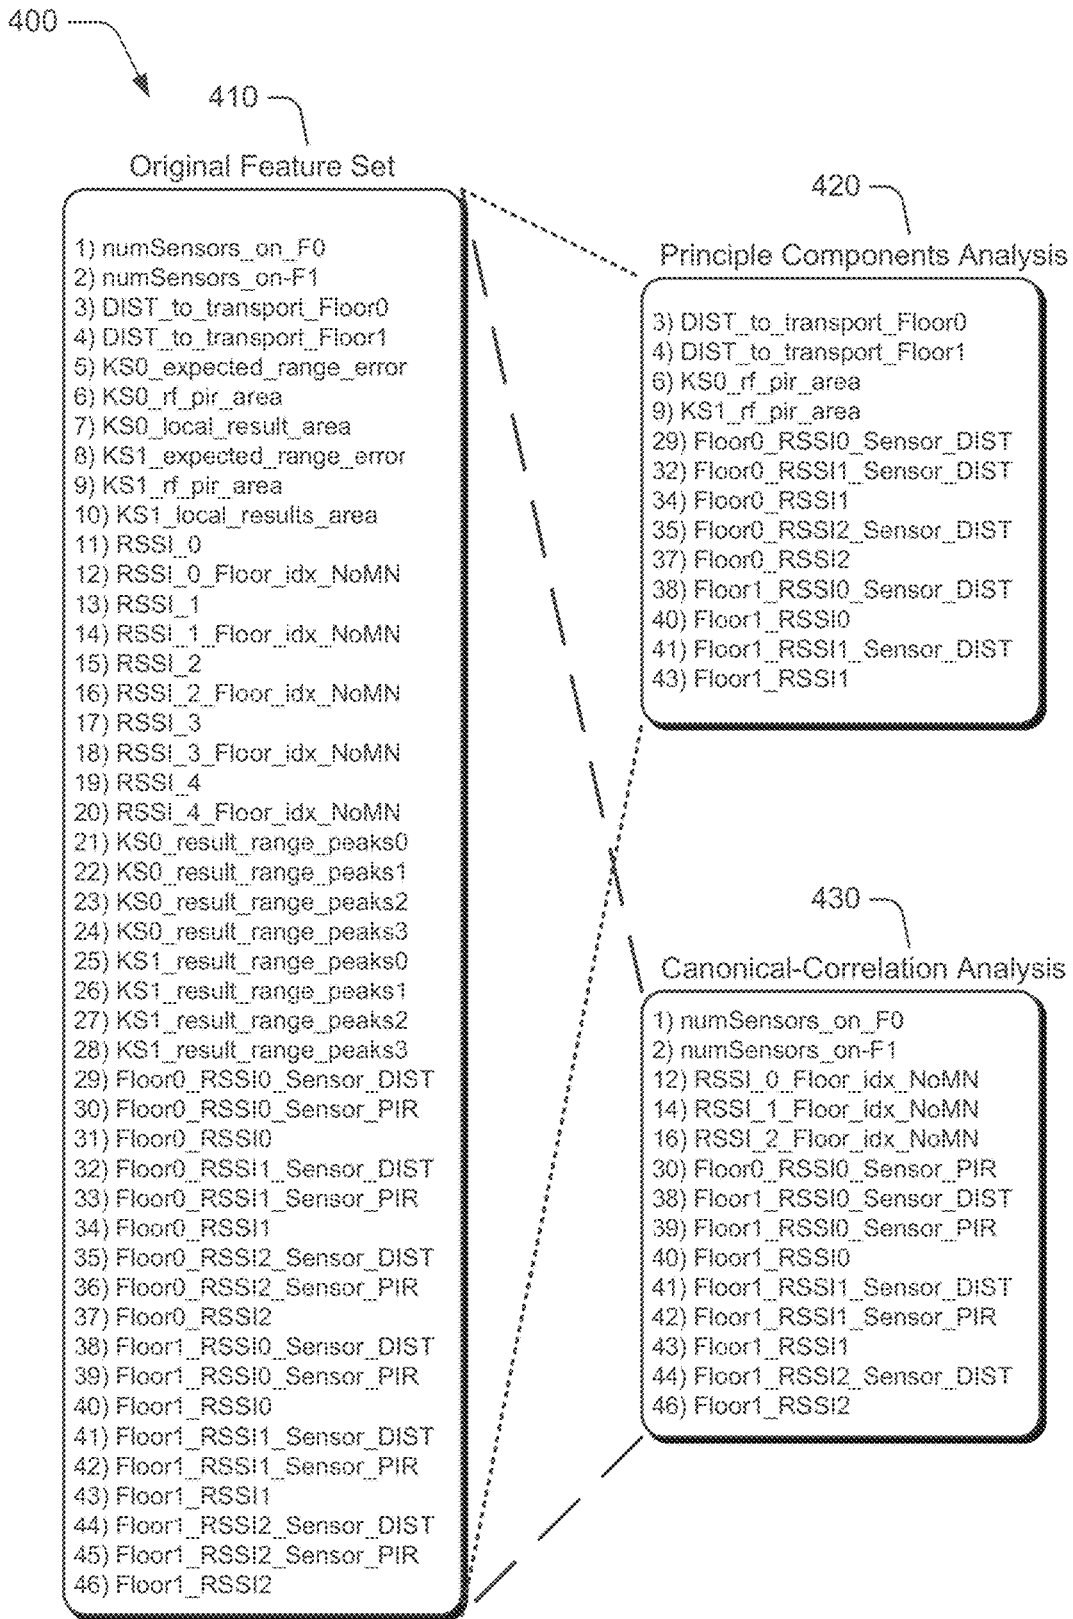 400
410
Original Feature Set
1) numSensors_on_F0
2) numSensors_on-F1
3) DIST_to_transport_Floor0
4) DIST_to_transport_Floor1
5) KS0_expected_range_error
6) KS0_rf_pir_area
7) KS0_local_result_area
8) KS1_expected_range_error
9) KS1_rf_pir_area
10) KS1_local_results_area
11) RSSI_0
12) RSSI_0_Floor_idx_NoMN
13) RSSI_1
14) RSSI_1_Floor_idx_NoMN
15) RSSI_2
16) RSSI_2_Floor_idx_NoMN
17) RSSI_3
18) RSSI_3_Floor_idx_NoMN
19) RSSI_4
20) RSSI_4_Floor_idx_NoMN
21) KS0_result_range_peaks0
22) KS0_result_range_peaks1
23) KS0_result_range_peaks2
24) KS0_result_range_peaks3
25) KS1_result_range_peaks0
26) KS1_result_range_peaks1
27) KS1_result_range_peaks2
28) KS1_result_range_peaks3
29) Floor0_RSSI0_Sensor_DIST
30) Floor0_RSSI0_Sensor_PIR
31) Floor0_RSSI0
32) Floor0_RSSI1_Sensor_DIST
33) Floor0_RSSI1_Sensor_PIR
34) Floor0_RSSI1
35) Floor0_RSSI2_Sensor_DIST
36) Floor0_RSSI2_Sensor_PIR
37) Floor0_RSSI2
38) Floor1_RSSI0_Sensor_DIST
39) Floor1_RSSI0_Sensor_PIR
40) Floor1_RSSI0
41) Floor1_RSSI1_Sensor_DIST
42) Floor1_RSSI1_Sensor_PIR
43) Floor1_RSSI1
44) Floor1_RSSI2_Sensor_DIST
45) Floor1_RSSI2_Sensor_PIR
46) Floor1_RSSI2
420
Principle Components Analysis
3) DIST_to_transport_Floor0
4) DIST_to_transport_Floor1
6) KS0_rf_pir_area
9) KS1_rf_pir_area
29) Floor0_RSSI0_Sensor_DIST
32) Floor0_RSSI1_Sensor_DIST
34) Floor0_RSSI1
35) Floor0_RSSI2_Sensor_DIST
37) Floor0_RSSI2
38) Floor1_RSSI0_Sensor_DIST
40) Floor1_RSSI0
41) Floor1_RSSI1_Sensor_DIST
43) Floor1_RSSI1
430
Canonical-Correlation Analysis
1) numSensors_on_F0
2) numSensors_on-F1
12) RSSI_0_Floor_idx_NoMN
14) RSSI_1_Floor_idx_NoMN
16) RSSI_2_Floor_idx_NoMN
30) Floor0_RSSI0_Sensor_PIR
38) Floor1_RSSI0_Sensor_DIST
39) Floor1_RSSI0_Sensor_PIR
40) Floor1_RSSI0
41) Floor1_RSSI1_Sensor_DIST
42) Floor1_RSSI1_Sensor_PIR
43) Floor1_RSSI1
44) Floor1_RSSI2_Sensor_DIST
46) Floor1_RSSI2